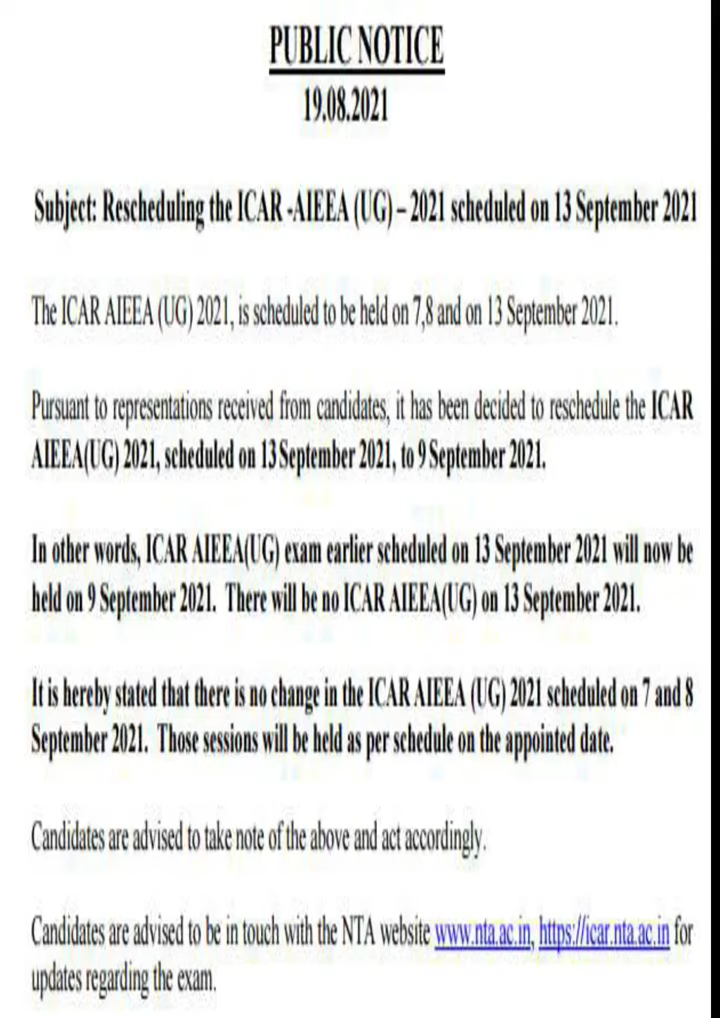 PUBLIC NOTICE
19.08.2021
Subject: Rescheduling the ICAR -AIEEA (UG) – 2021 scheduled on 13 September 2021
The ICAR AIEEA (UG) 2021, is scheduled to be held on 7,8 and on 13 September 2021.
Pursuant to representations received from candidates, it has been decided to reschedule the ICAR
AIEEA(UG) 2021, scheduled on 13 September 2021, to 9 September 2021.
In other words, ICAR AIEEA(UG) exam earlier scheduled on 13 September 2021 will now be
held on 9 September 2021. There will be no ICAR AIEEA(UG) on 13 September 2021.
It is hereby stated that there is no change in the ICAR AIEEA (UG) 2021 scheduled on 7 and 8
September 2021. Those sessions will be held as per schedule on the appointed date.
Candidates are advised to take note of the above and act accordingly.
Candidates are advised to be in touch with the NTA website www.nta.ac.in, https://icar.nta.ac.in for
updates regarding the exam.